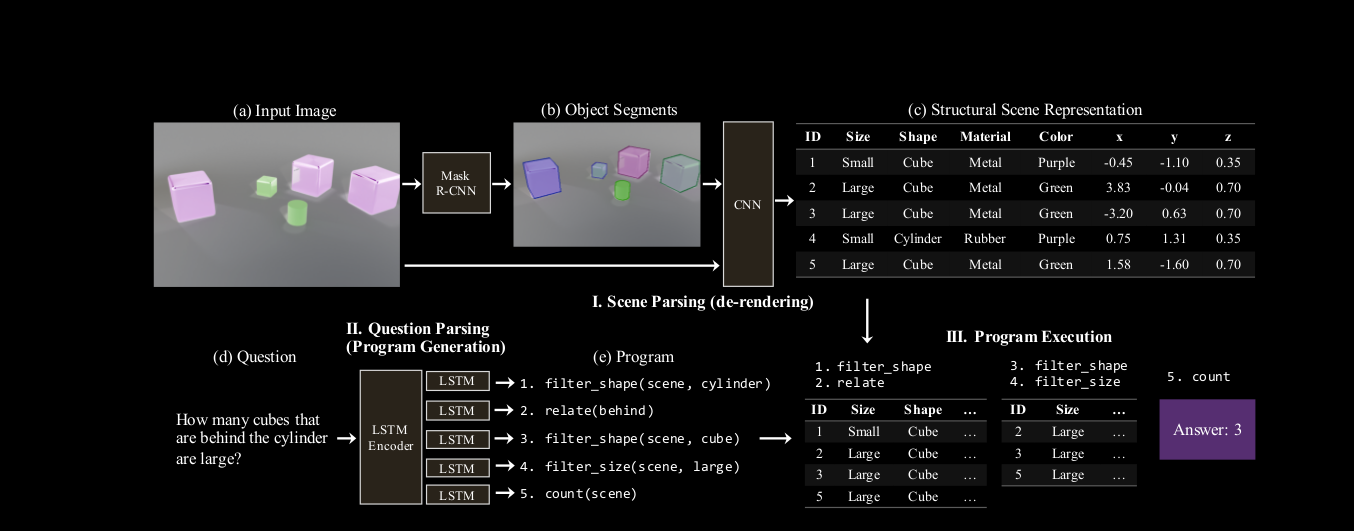 (a) Input Image
(b) Object Segments
(c) Structural Scene Representation
Mask
R-CNN
CNN
ID Size Shape Material Color x y z
1 Small Cube Metal Purple -0.45 -1.10 0.35
2 Large Cube Metal Green 3.83 -0.04 0.70
3 Large Cube Metal Green -3.20 0.63 0.70
4 Small Cylinder Rubber Purple 0.75 1.31 0.35
5 Large Cube Metal Green 1.58 -1.60 0.70
I. Scene Parsing (de-rendering)
II. Question Parsing
(Program Generation)
III. Program Execution
(d) Question
How many cubes that
are behind the cylinder
are large?
LSTM
Encoder
LSTM
LSTM
LSTM
LSTM
LSTM
(e) Program
1. filter_shape(scene, cylinder)
2. relate(behind)
3. filter_shape(scene, cube)
4. filter_size(scene, large)
5. count(scene)
1. filter_shape
2. relate
ID Size Shape ...
1 Small Cube ...
2 Large Cube ...
3 Large Cube ...
5 Large Cube ...
3. filter_shape
4. filter_size
ID Size ...
2 Large ...
3 Large ...
5 Large ...
5. count
Answer: 3